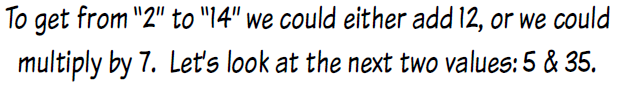 To get from "2" to "14" we could either add 12, or we could
multiply by 7. Let's look at the next two values: 5 & 35.